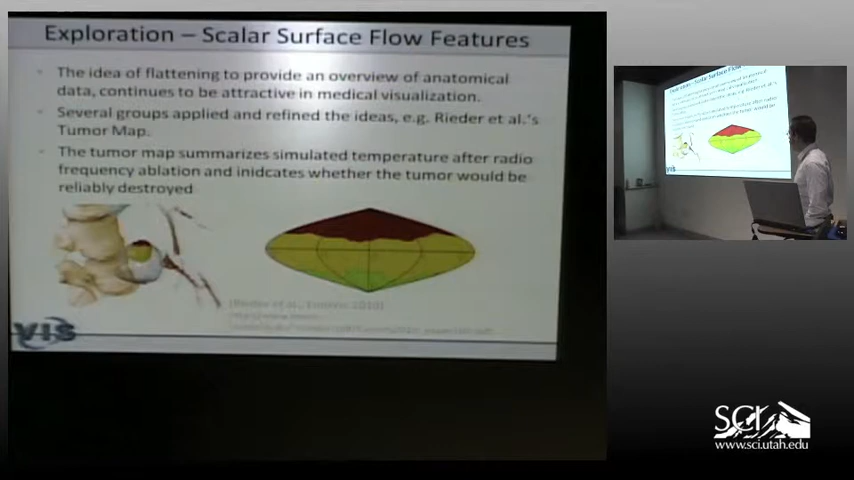 Exploration – Scalar Surface Flow Features
The idea of flattening to provide an overview of anatomical
data, continues to be attractive in medical visualization.
Several groups applied and refined the ideas, e.g. Rieder et al.'s
Tumor Map.
The tumor map summarizes simulated temperature after radio
frequency ablation and inidcates whether the tumor would be
reliably destroyed
VIS
SCI
www.sci.utah.edu